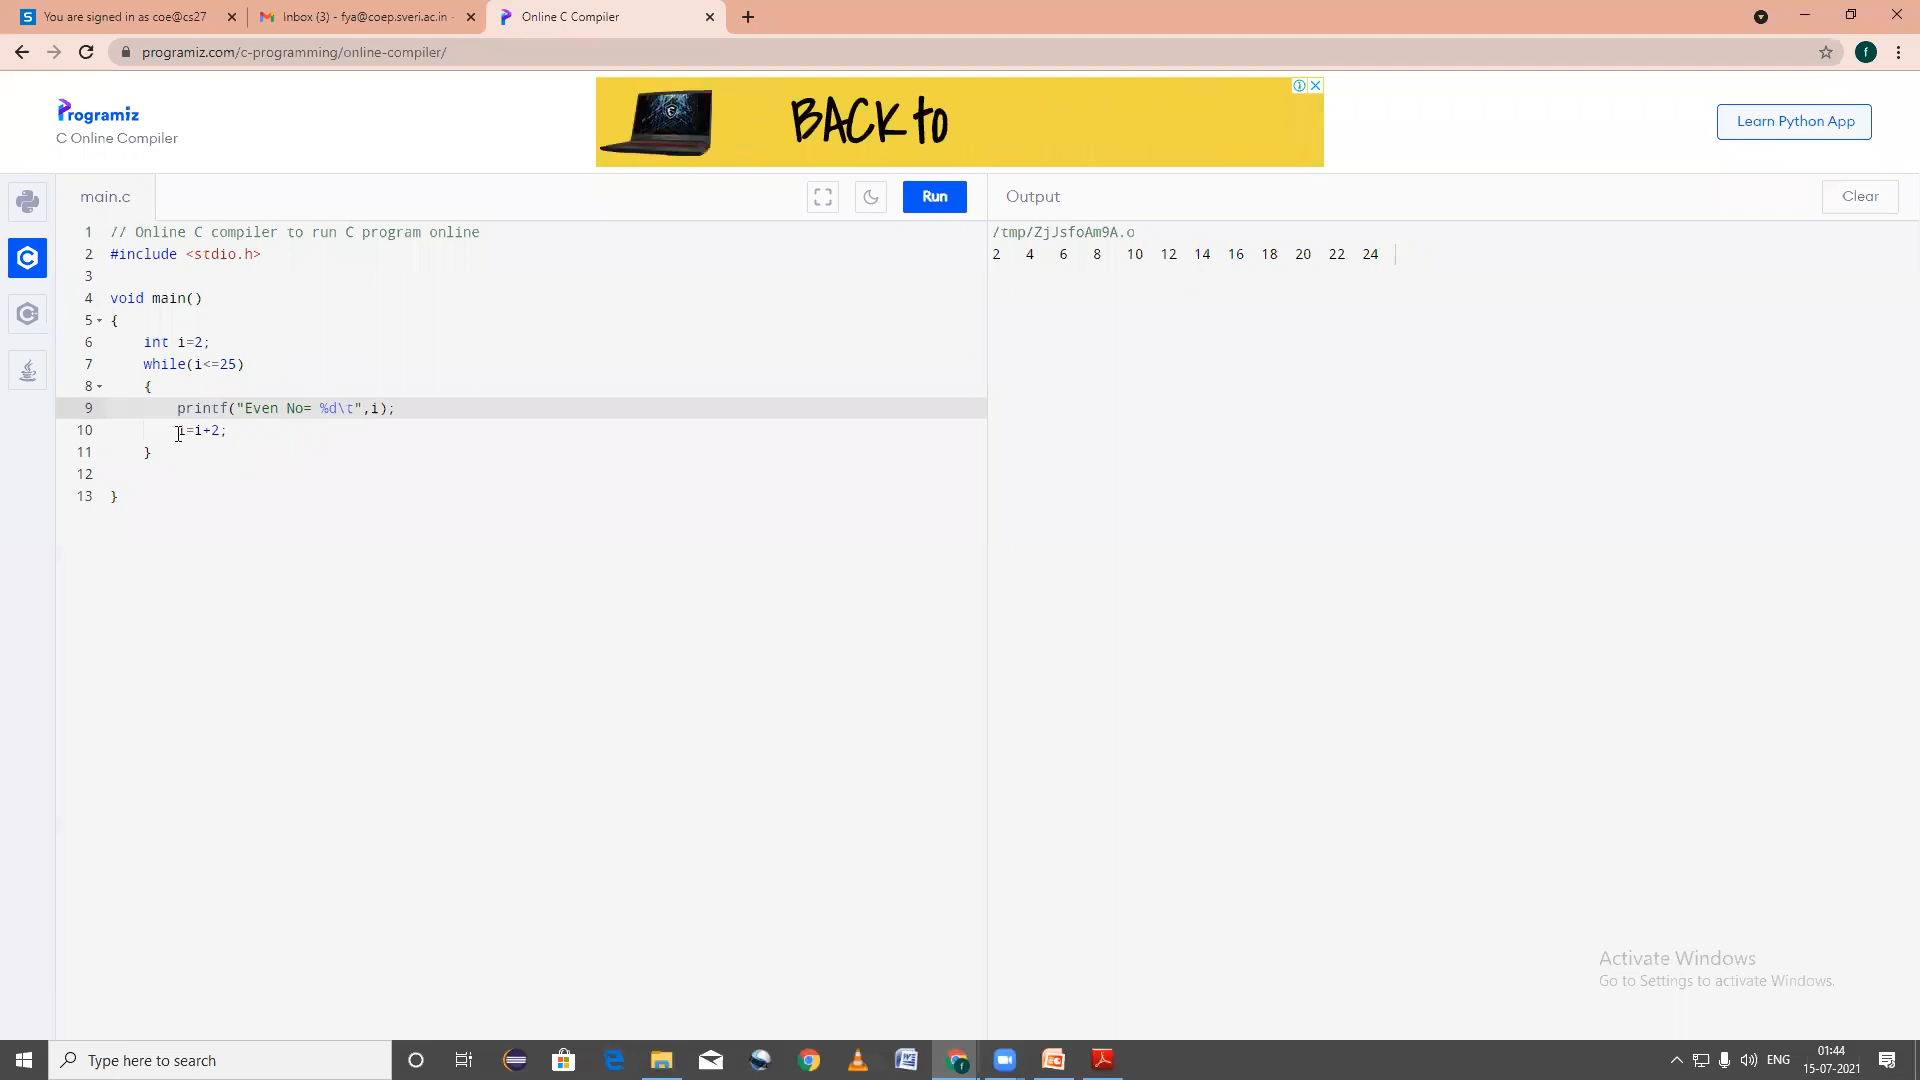 You are signed in as coe@cs27
Inbox (3) - fya@coep.sveri.ac.in -
Online C Compiler
programiz.com/c-programming/online-compiler/
f
Programiz
C Online Compiler
BACK to
Learn Python App
main.c
Run
Output
Clear
1 // Online C compiler to run C program online
2 #include <stdio.h>
3
4 void main()
5 {
6 int i=2;
7 while(i<=25)
8 {
9 printf("Even No= %d\t",i);
10 i=i+2;
11 }
12
13 }
/tmp/ZjJsfoAm9A.o
2 4 6 8 10 12 14 16 18 20 22 24
Activate Windows
Go to Settings to activate Windows.
Type here to search
ENG
01:44
15-07-2021